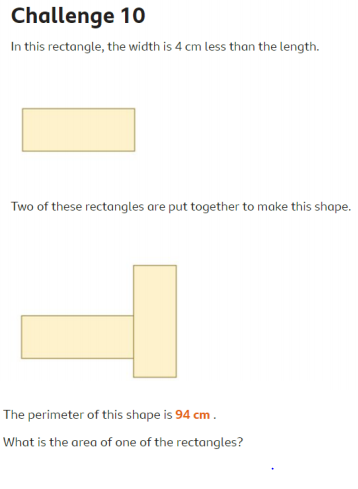 Challenge 10
In this rectangle, the width is 4 cm less than the length.
Two of these rectangles are put together to make this shape.
The perimeter of this shape is 94 cm .
What is the area of one of the rectangles?